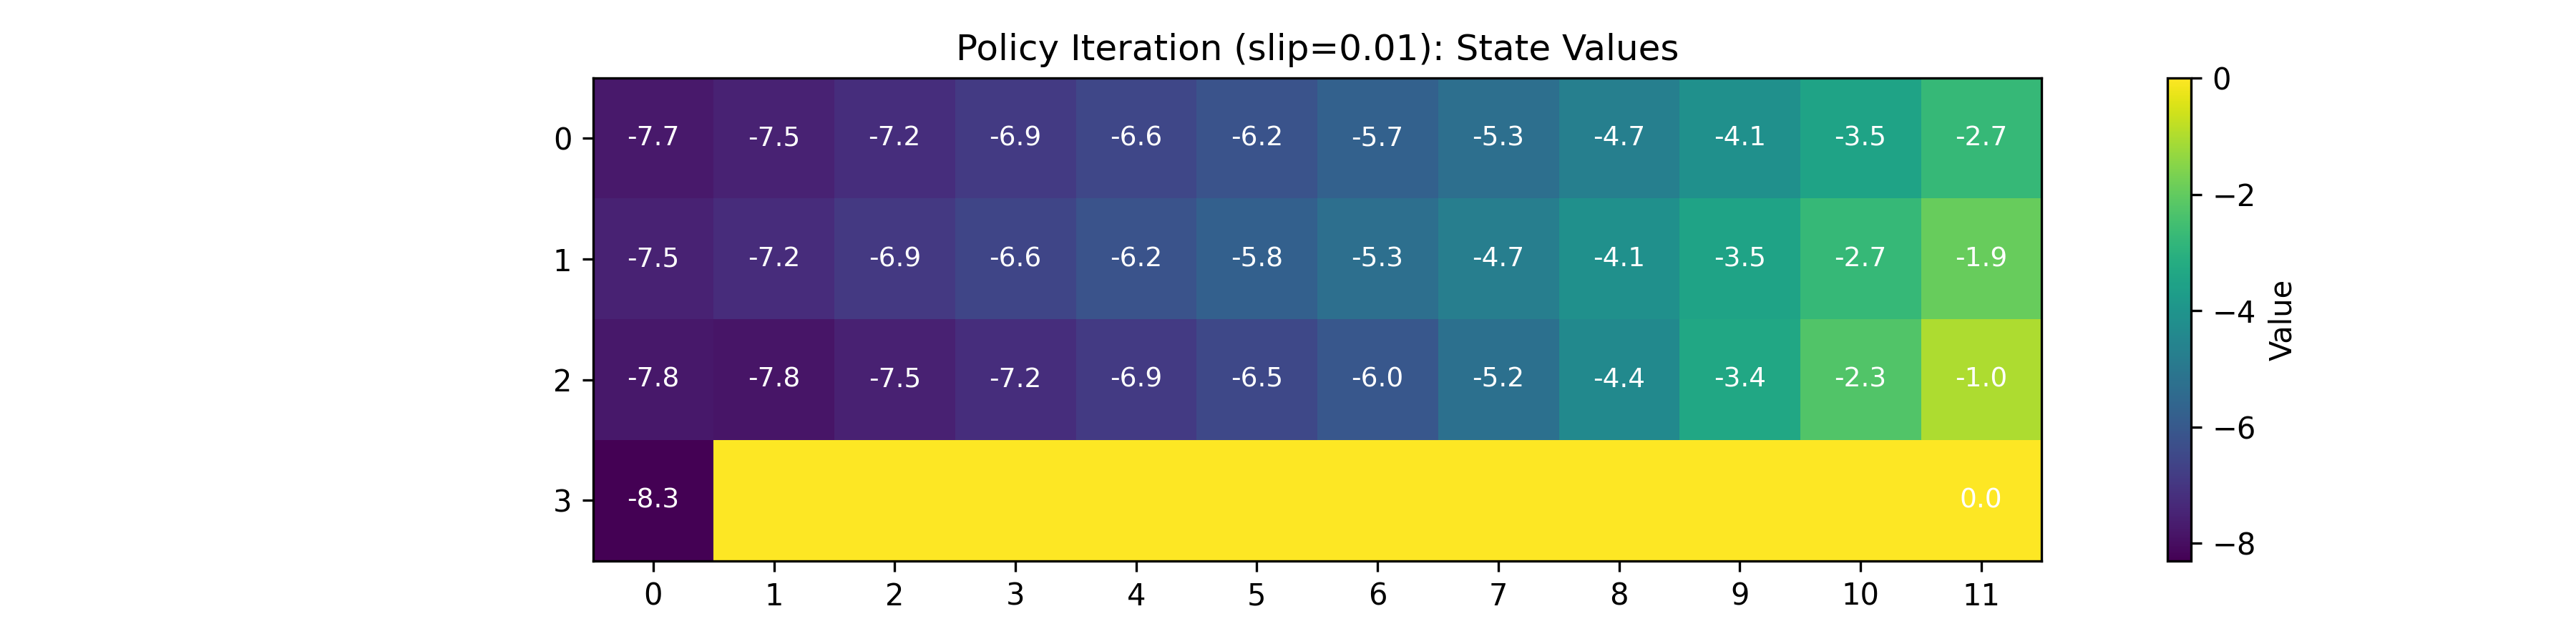 Policy Iteration (slip=0.01): State Values
0 -7.7 -7.5 -7.2 -6.9 -6.6 -6.2 -5.7 -5.3 -4.7 -4.1 -3.5 -2.7
1 -7.5 -7.2 -6.9 -6.6 -6.2 -5.8 -5.3 -4.7 -4.1 -3.5 -2.7 -1.9
2 -7.8 -7.8 -7.5 -7.2 -6.9 -6.5 -6.0 -5.2 -4.4 -3.4 -2.3 -1.0
3 -8.3 0.0
0 1 2 3 4 5 6 7 8 9 10 11
0
−2
−4
−6
−8
Value